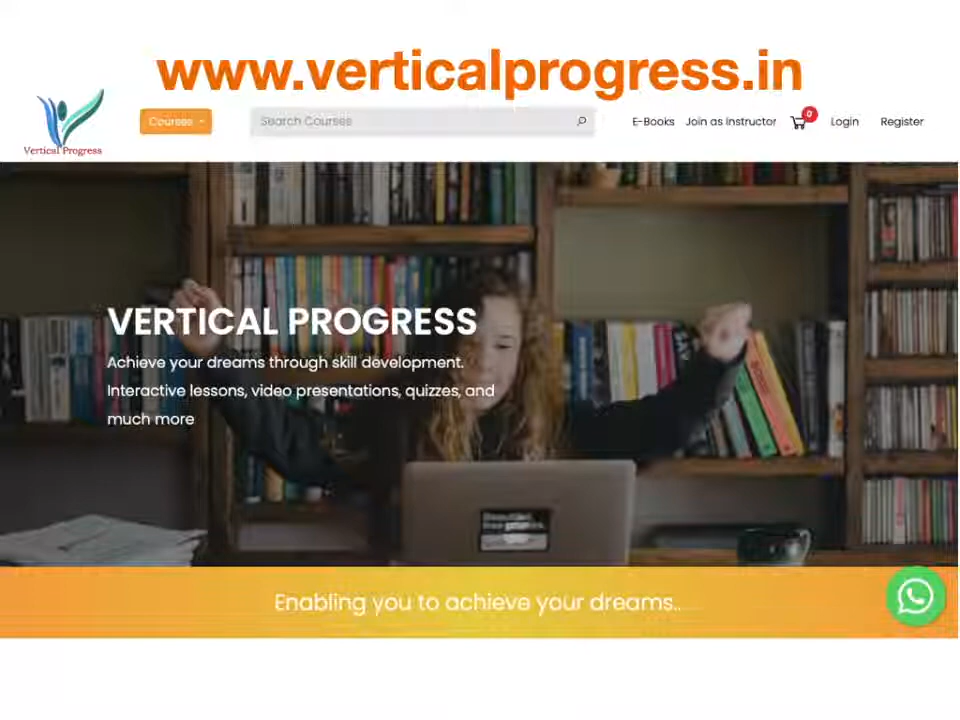 www.verticalprogress.in
Vertical Progress
Courses
Search Courses
E-Books
Join as Instructor
0
Login
Register
VERTICAL PROGRESS
Achieve your dreams through skill development.
Interactive lessons, video presentations, quizzes, and
much more
Enabling you to achieve your dreams..